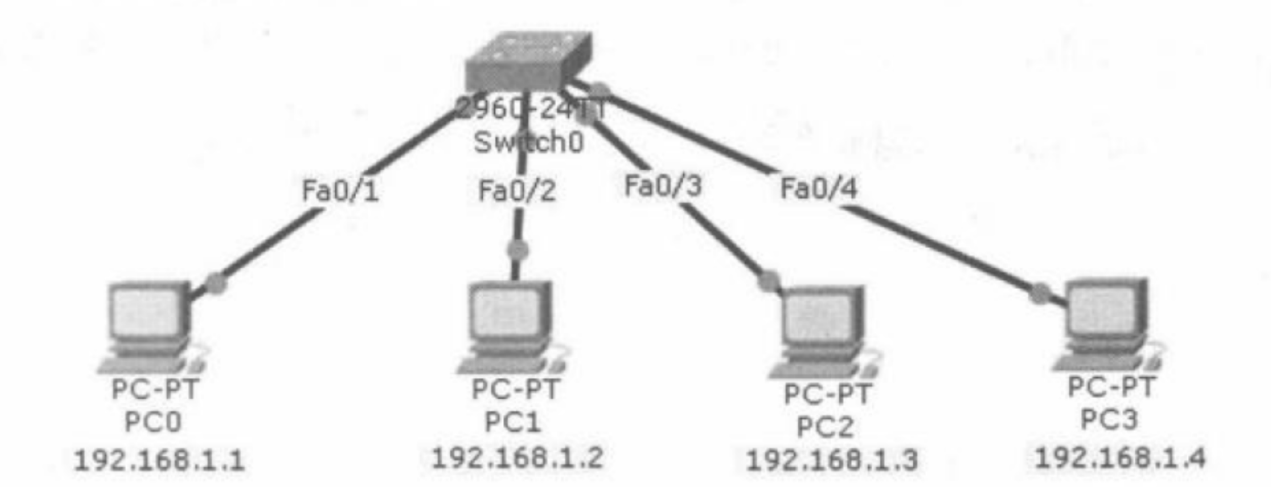 2960-24TT
Switch0
Fa0/1
Fa0/2
Fa0/3
Fa0/4
PC-PT
PC0
192.168.1.1
PC-PT
PC1
192.168.1.2
PC-PT
PC2
192.168.1.3
PC-PT
PC3
192.168.1.4